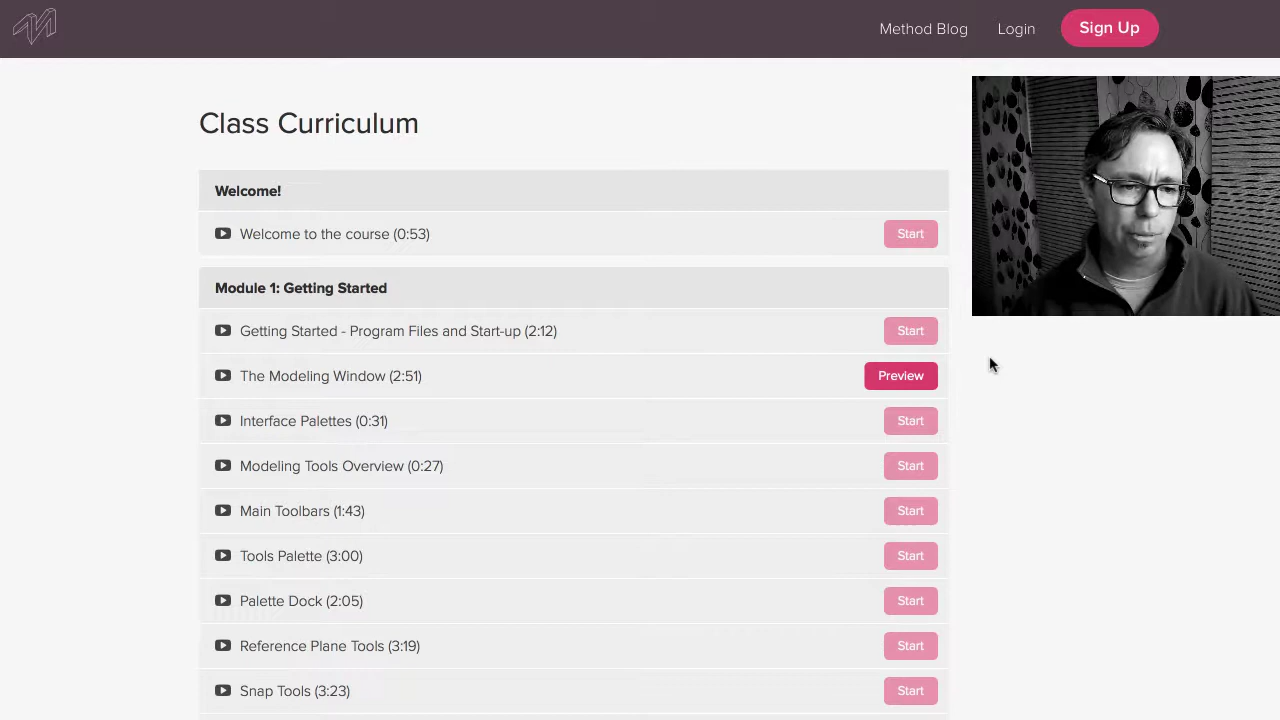 Method Blog
Login
Sign Up
Class Curriculum
Welcome!
Welcome to the course (0:53)
Start
Module 1: Getting Started
Getting Started - Program Files and Start-up (2:12)
Start
The Modeling Window (2:51)
Preview
Interface Palettes (0:31)
Start
Modeling Tools Overview (0:27)
Start
Main Toolbars (1:43)
Start
Tools Palette (3:00)
Start
Palette Dock (2:05)
Start
Reference Plane Tools (3:19)
Start
Snap Tools (3:23)
Start